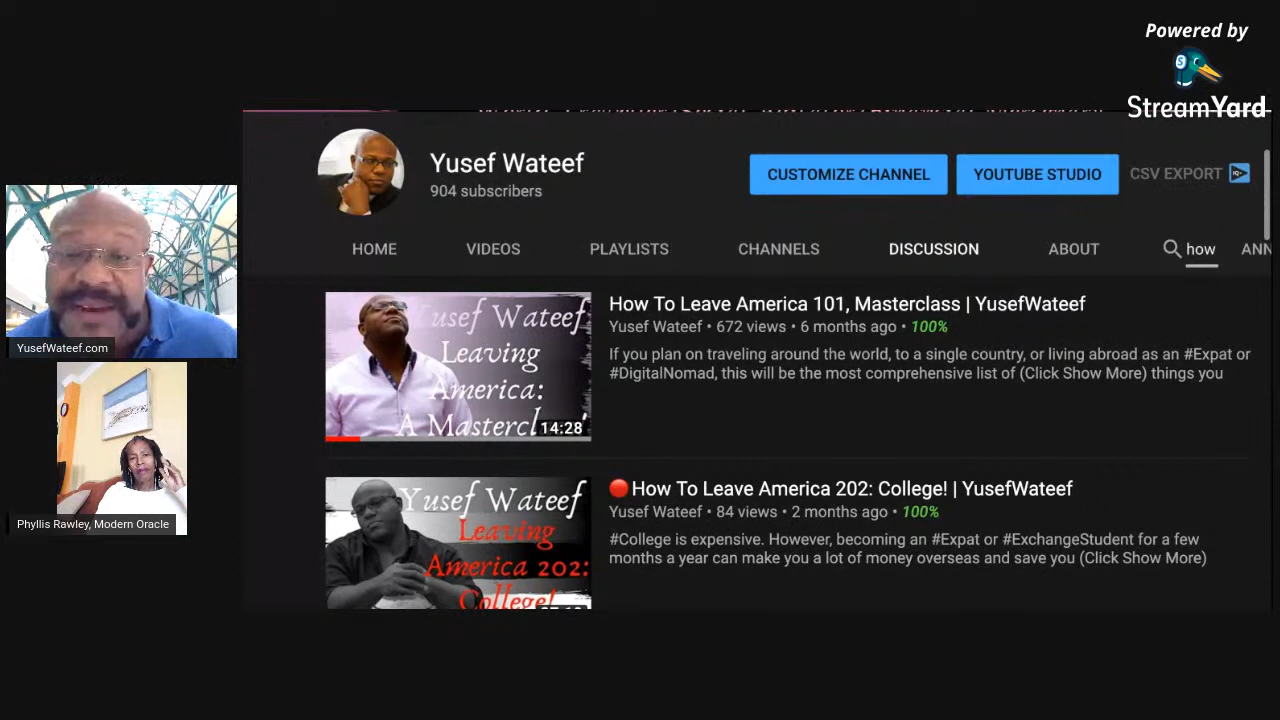 Powered by
StreamYard
Yusef Wateef
904 subscribers
CUSTOMIZE CHANNEL
YOUTUBE STUDIO
CSV EXPORT
HOME
VIDEOS
PLAYLISTS
CHANNELS
DISCUSSION
ABOUT
how
Yusef Wateef
Leaving
America:
14:28
How To Leave America 101, Masterclass | YusefWateef
Yusef Wateef • 672 views • 6 months ago • 100%
If you plan on traveling around the world, to a single country, or living abroad as an #Expat or
#DigitalNomad, this will be the most comprehensive list of (Click Show More) things you
Yusef Wateef
Leaving
America 202:
College!
🔴How To Leave America 202: College! | YusefWateef
Yusef Wateef • 84 views • 2 months ago • 100%
#College is expensive. However, becoming an #Expat or #ExchangeStudent for a few
months a year can make you a lot of money overseas and save you (Click Show More)
YusefWateef.com
Phyllis Rawley, Modern Oracle